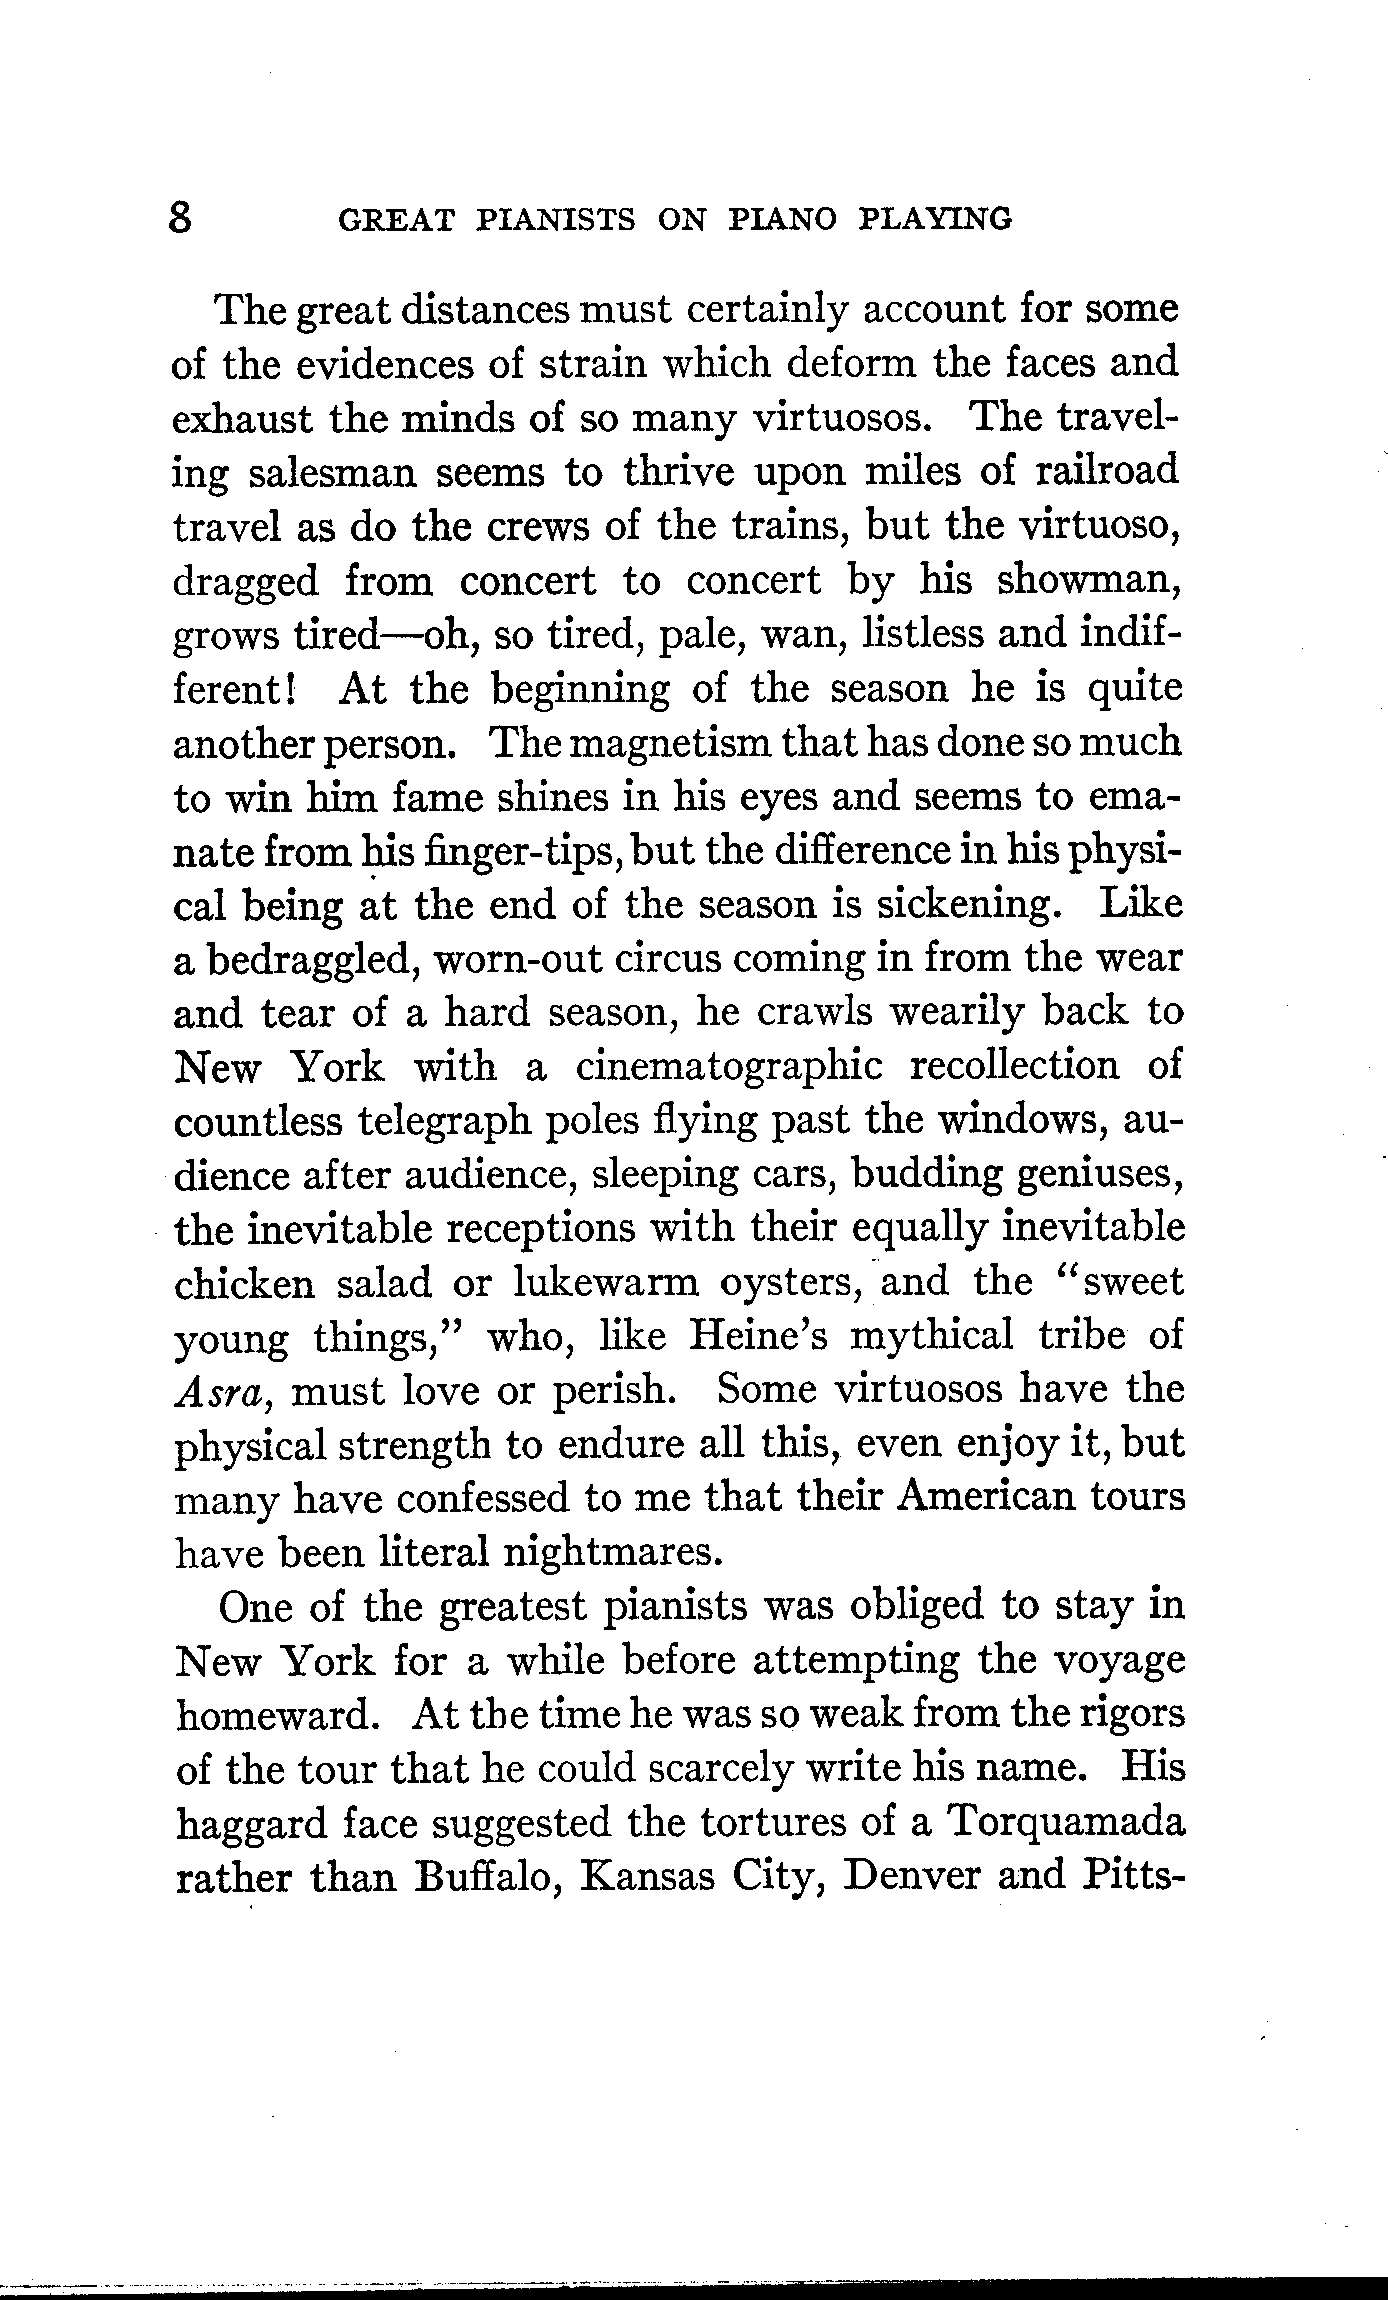 8 GREAT PIANISTS ON PIANO PLAYING
The great distances must certainly account for some
of the evidences of strain which deform the faces and
exhaust the minds of so many virtuosos. The travel-
ing salesman seems to thrive upon miles of railroad
travel as do the crews of the trains, but the virtuoso,
dragged from concert to concert by his showman,
grows tired—oh, so tired, pale, wan, listless and indif-
ferent! At the beginning of the season he is quite
another person. The magnetism that has done so much
to win him fame shines in his eyes and seems to ema-
nate from his finger-tips, but the difference in his physi-
cal being at the end of the season is sickening. Like
a bedraggled, worn-out circus coming in from the wear
and tear of a hard season, he crawls wearily back to
New York with a cinematographic recollection of
countless telegraph poles flying past the windows, au-
dience after audience, sleeping cars, budding geniuses,
the inevitable receptions with their equally inevitable
chicken salad or lukewarm oysters, and the "sweet
young things," who, like Heine's mythical tribe of
Asra, must love or perish. Some virtuosos have the
physical strength to endure all this, even enjoy it, but
many have confessed to me that their American tours
have been literal nightmares.
One of the greatest pianists was obliged to stay in
New York for a while before attempting the voyage
homeward. At the time he was so weak from the rigors
of the tour that he could scarcely write his name. His
haggard face suggested the tortures of a Torquamada
rather than Buffalo, Kansas City, Denver and Pitts-